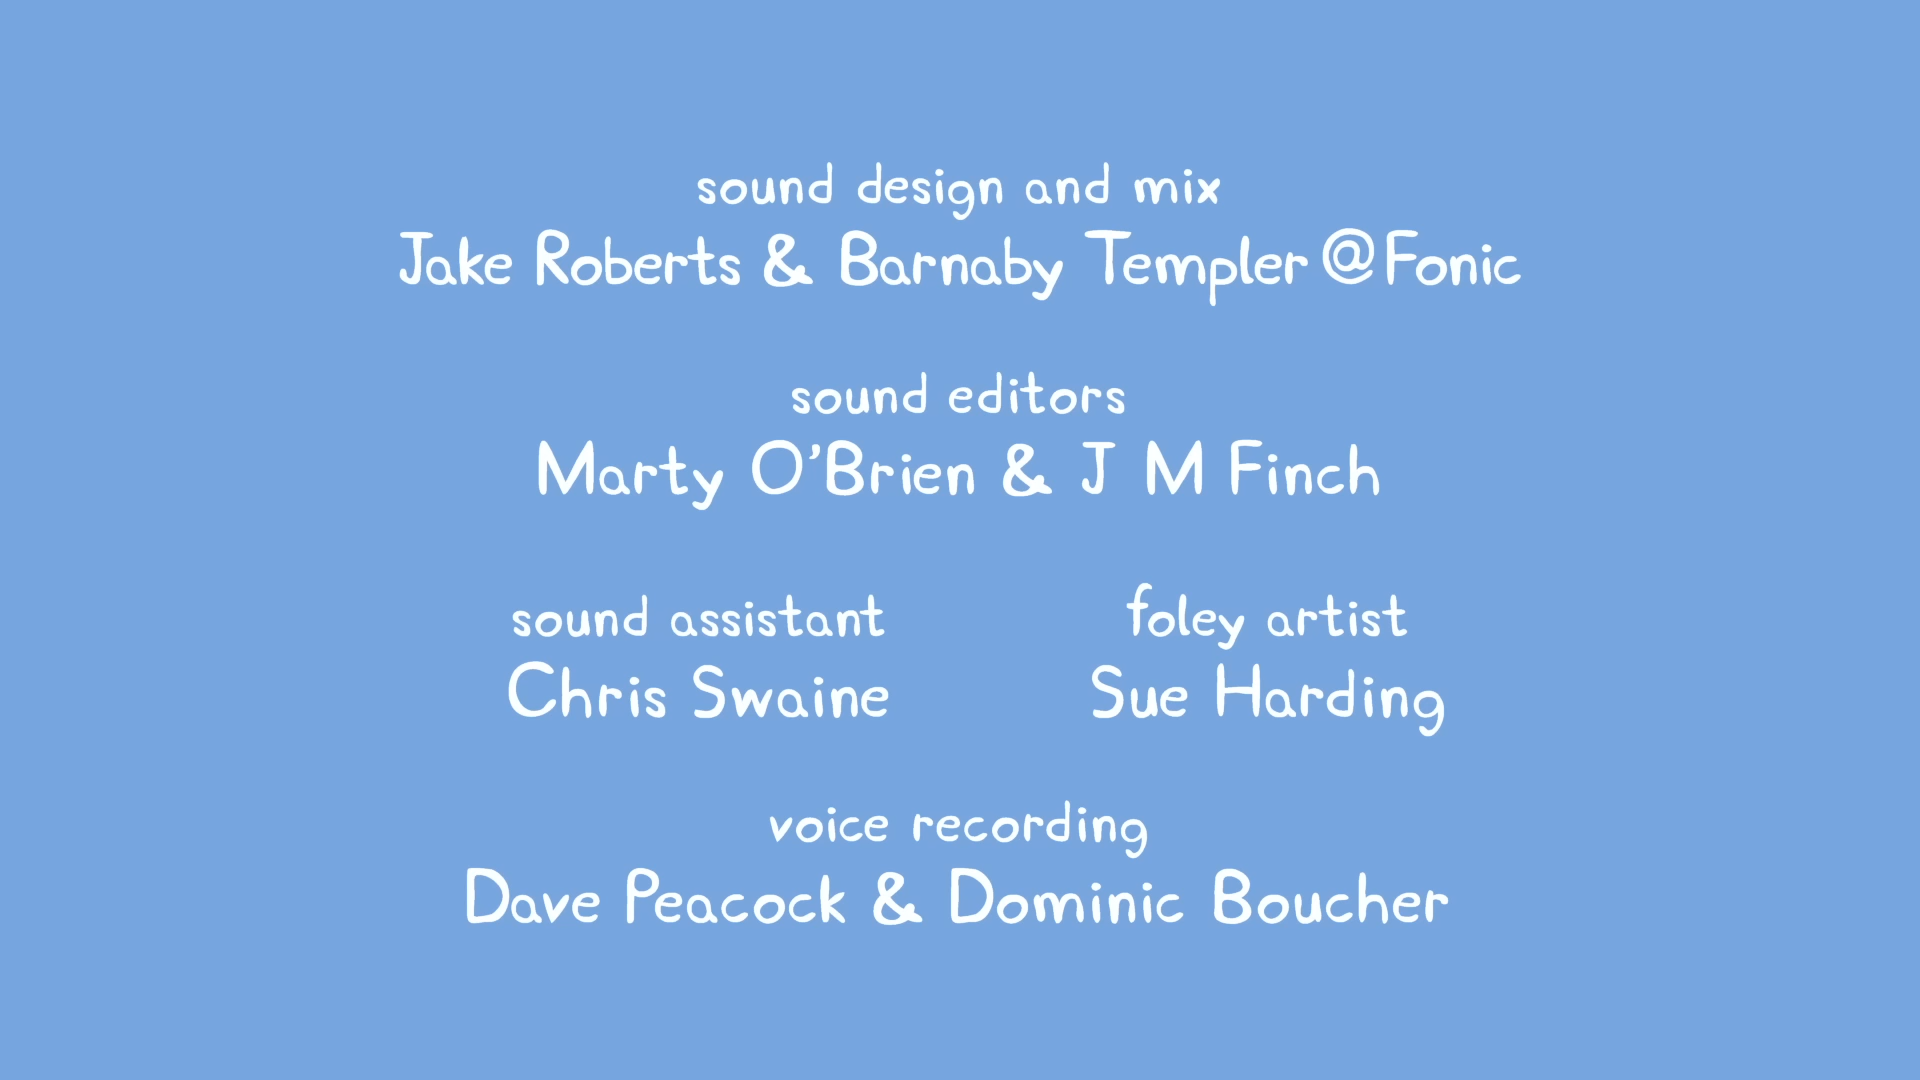 sound design and mix
Jake Roberts & Barnaby Templer @Fonic
sound editors
Marty O'Brien & J M Finch
sound assistant
Chris Swaine
foley artist
Sue Harding
voice recording
Dave Peacock & Dominic Boucher